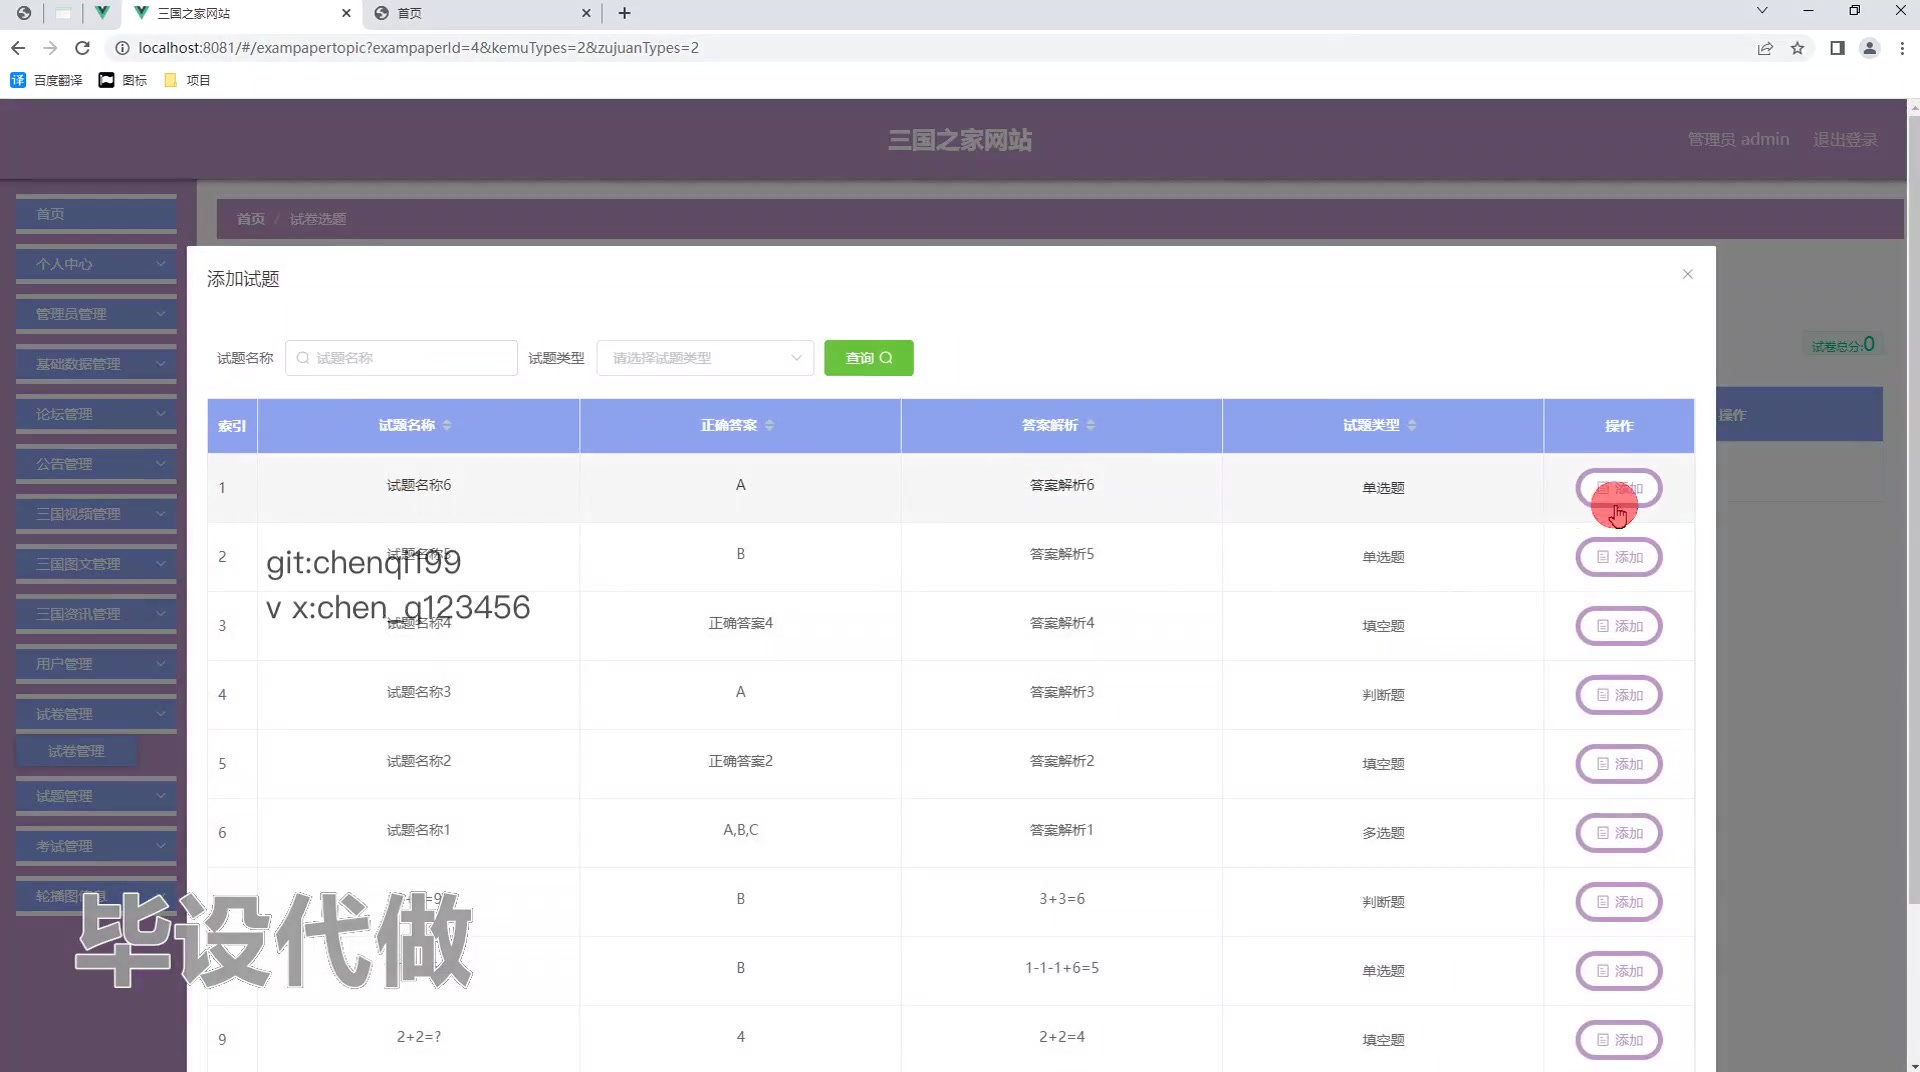 三国之家网站
首页
localhost:8081/#/exampapertopic?exampaperId=4&kemuTypes=2&zujuanTypes=2
百度翻译 图标 项目
三国之家网站
管理员 admin 退出登录
首页
个人中心
管理员管理
基础数据管理
论坛管理
公告管理
三国视频管理
三国图文管理
三国资讯管理
用户管理
试卷管理
试卷管理
试题管理
考试管理
首页 / 试卷选题
试卷总分:0
操作
添加试题
试题名称 试题名称 试题类型 请选择试题类型 查询
索引 试题名称 正确答案 答案解析 试题类型 操作
1 试题名称6 A 答案解析6 单选题 添加
2 试题名称5 B 答案解析5 单选题 添加
3 试题名称4 正确答案4 答案解析4 填空题 添加
4 试题名称3 A 答案解析3 判断题 添加
5 试题名称2 正确答案2 答案解析2 填空题 添加
6 试题名称1 A,B,C 答案解析1 多选题 添加
B 3+3=6 判断题 添加
B 1-1-1+6=5 单选题 添加
9 2+2=? 4 2+2=4 填空题 添加
git:chenqi199
v x:chen_q123456
毕设代做